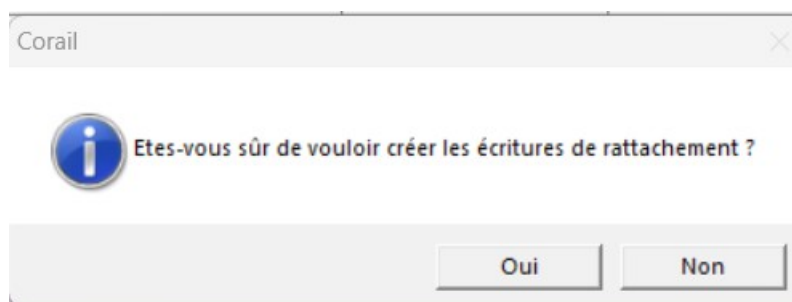 Corail
Etes-vous sûr de vouloir créer les écritures de rattachement ?
Oui
Non